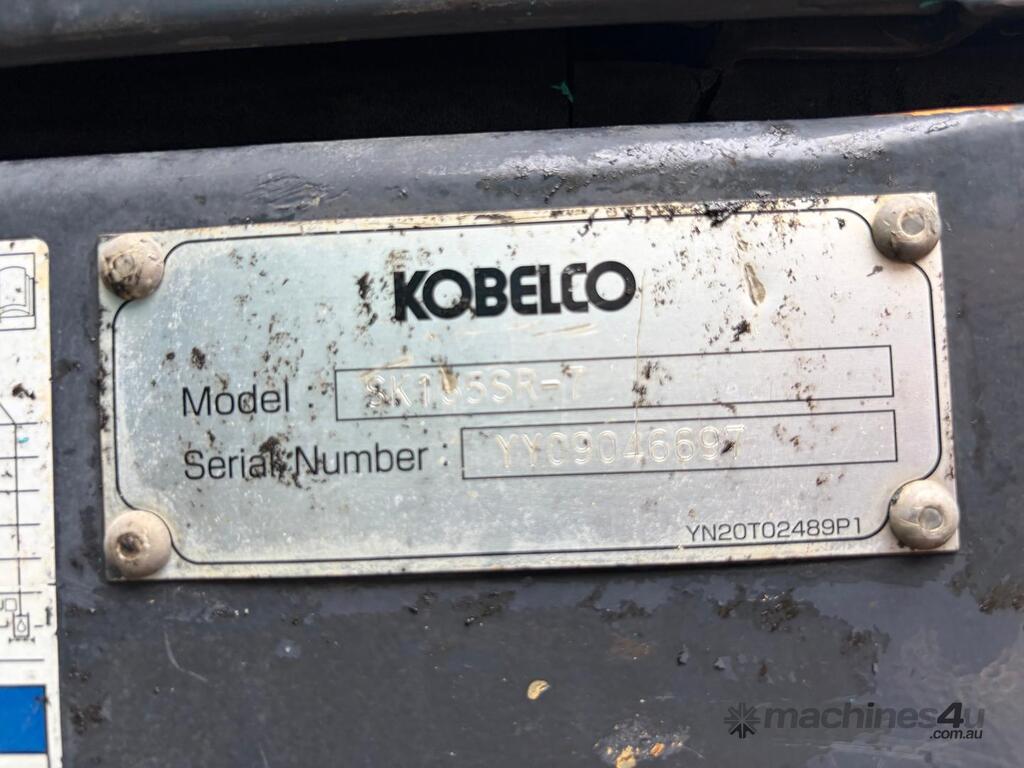 KOBELCO
Model : SK135SR-7
Serial Number : YY09046697
YN20T02489P1
machines4u
.com.au